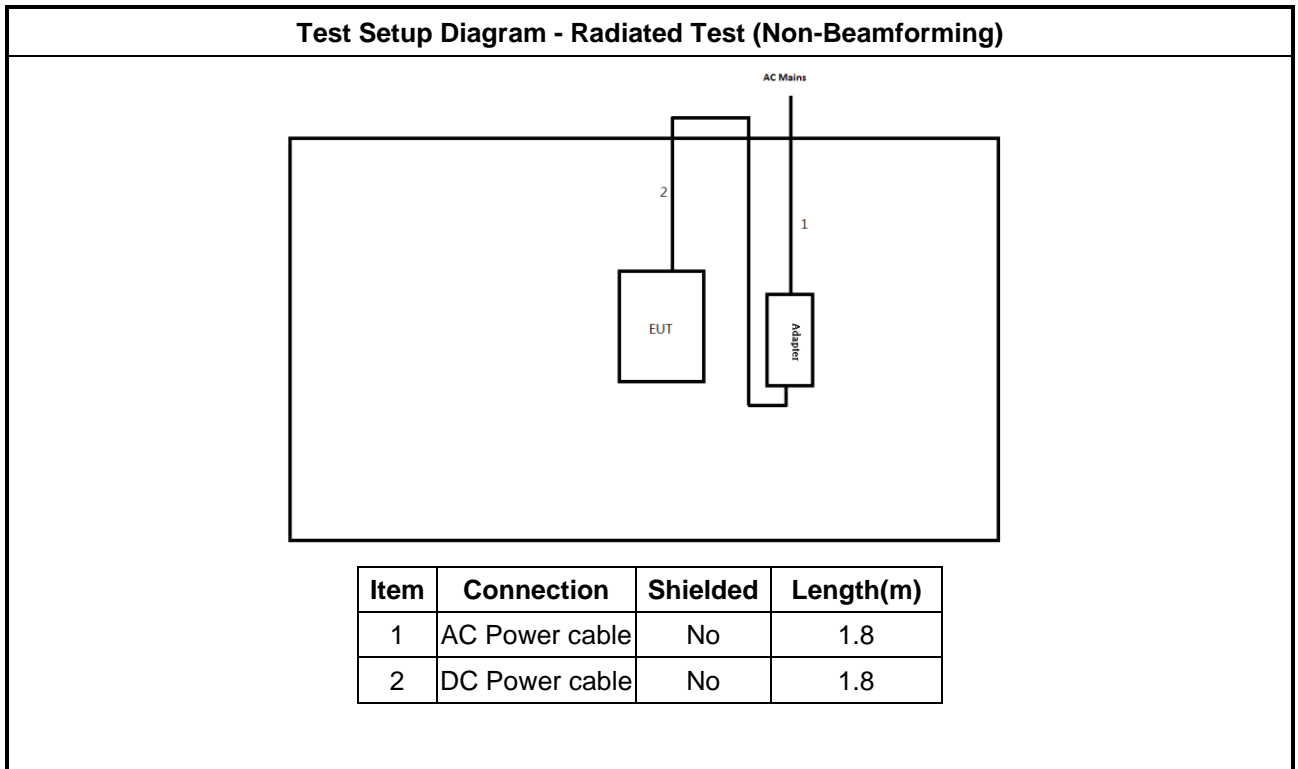 Test Setup Diagram - Radiated Test (Non-Beamforming)
AC Mains
2
1
EUT
Adapter
Item Connection Shielded Length(m)
1 AC Power cable No 1.8
2 DC Power cable No 1.8